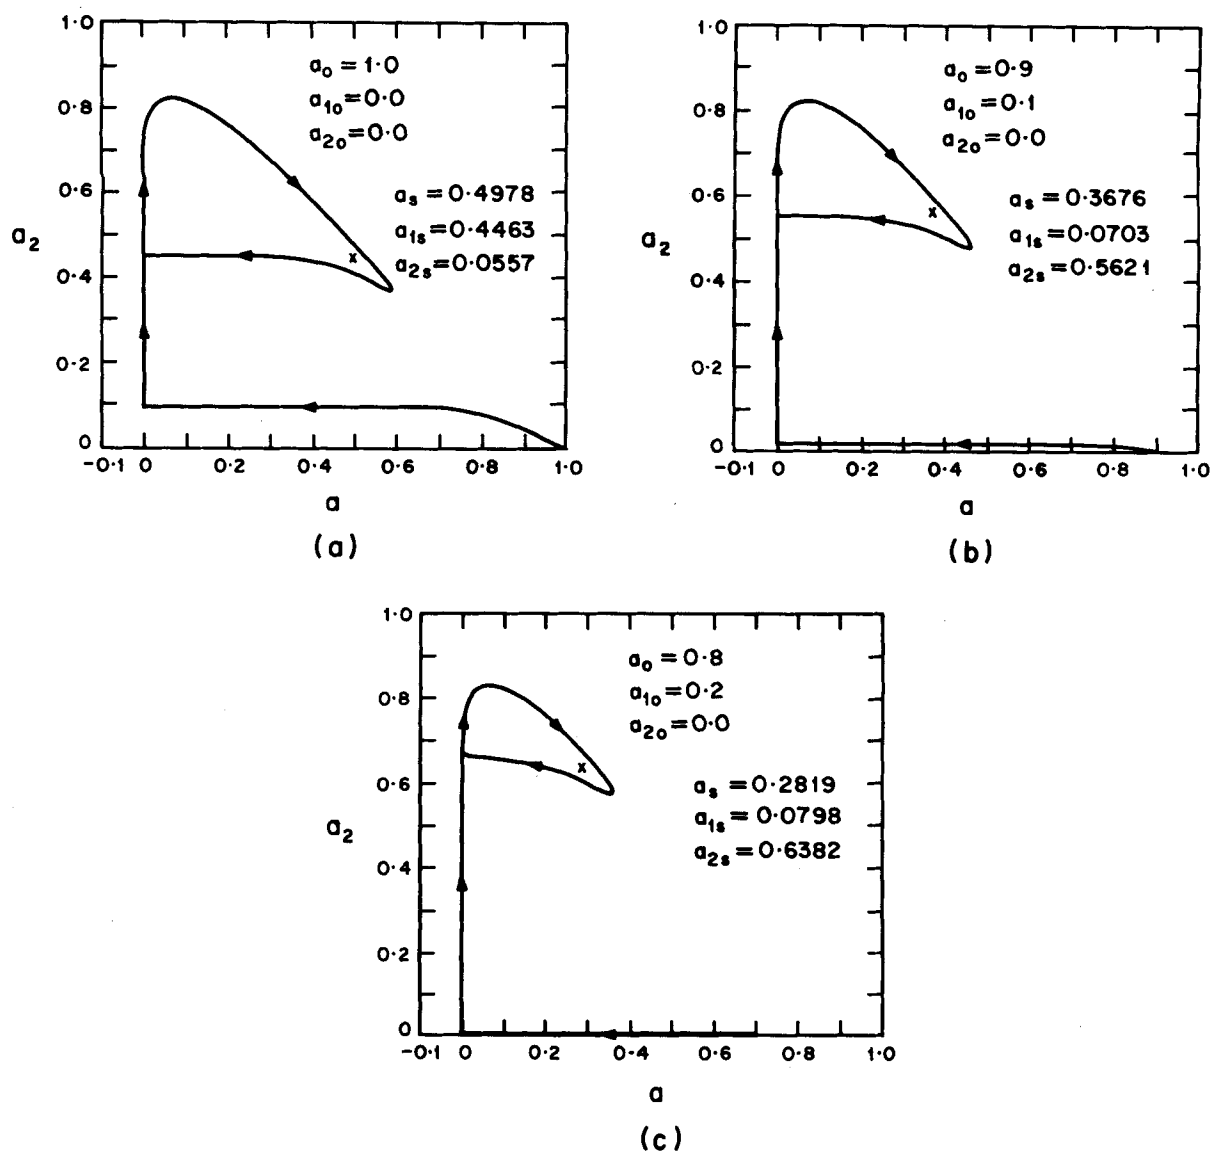 1.0
0.8
0.6
0.4
0.2
0
a₂
a₀ = 1·0
a₁₀ = 0·0
a₂₀ = 0·0
aₛ = 0·4978
a₁ₛ = 0·4463
a₂ₛ = 0·0557
x
-0·1 0 0·2 0·4 0·6 0·8 1·0
a
(a)
1.0
0.8
0.6
0.4
0.2
0
a₂
a₀ = 0·9
a₁₀ = 0·1
a₂₀ = 0·0
aₛ = 0·3676
a₁ₛ = 0·0703
a₂ₛ = 0·5621
x
-0·1 0 0·2 0·4 0·6 0·8 1·0
a
(b)
1.0
0.8
0.6
0.4
0.2
0
a₂
a₀ = 0·8
a₁₀ = 0·2
a₂₀ = 0·0
aₛ = 0·2819
a₁ₛ = 0·0798
a₂ₛ = 0·6382
x
-0·1 0 0·2 0·4 0·6 0·8 1·0
a
(c)